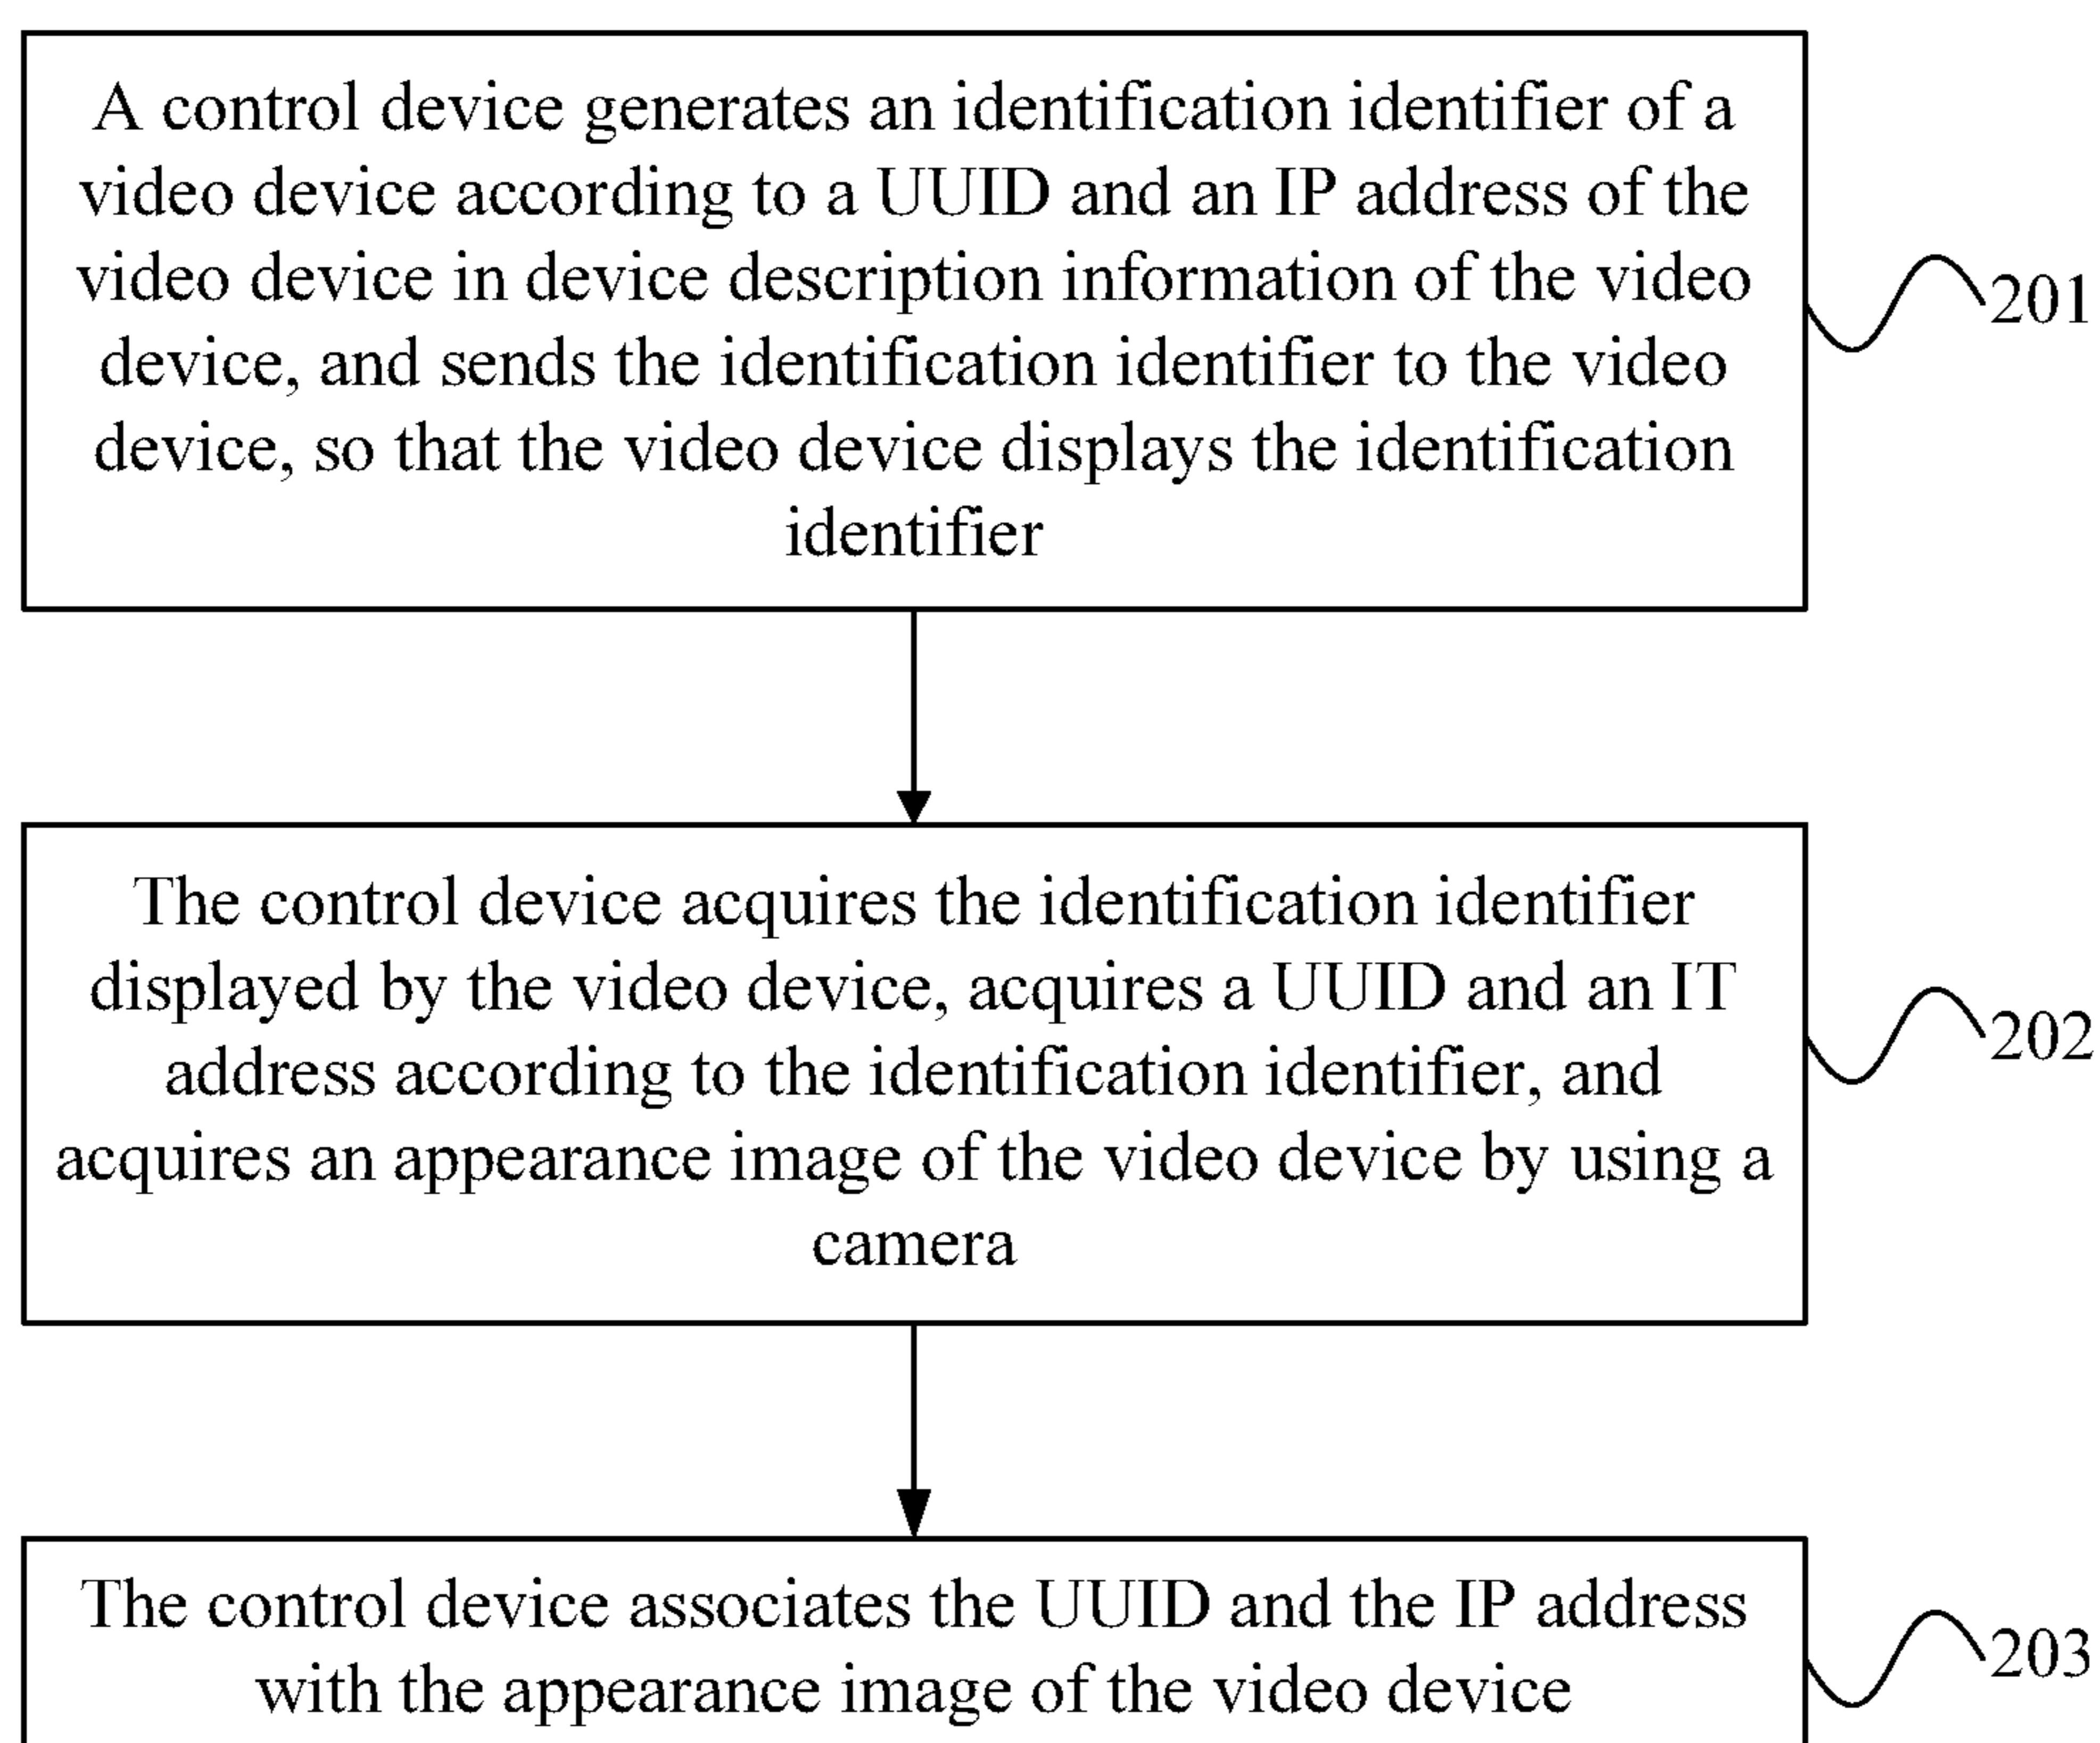 A control device generates an identification identifier of a
video device according to a UUID and an IP address of the
video device in device description information of the video
device, and sends the identification identifier to the video
device, so that the video device displays the identification
identifier
201
The control device acquires the identification identifier
displayed by the video device, acquires a UUID and an IT
address according to the identification identifier, and
acquires an appearance image of the video device by using a
camera
202
The control device associates the UUID and the IP address
with the appearance image of the video device
203